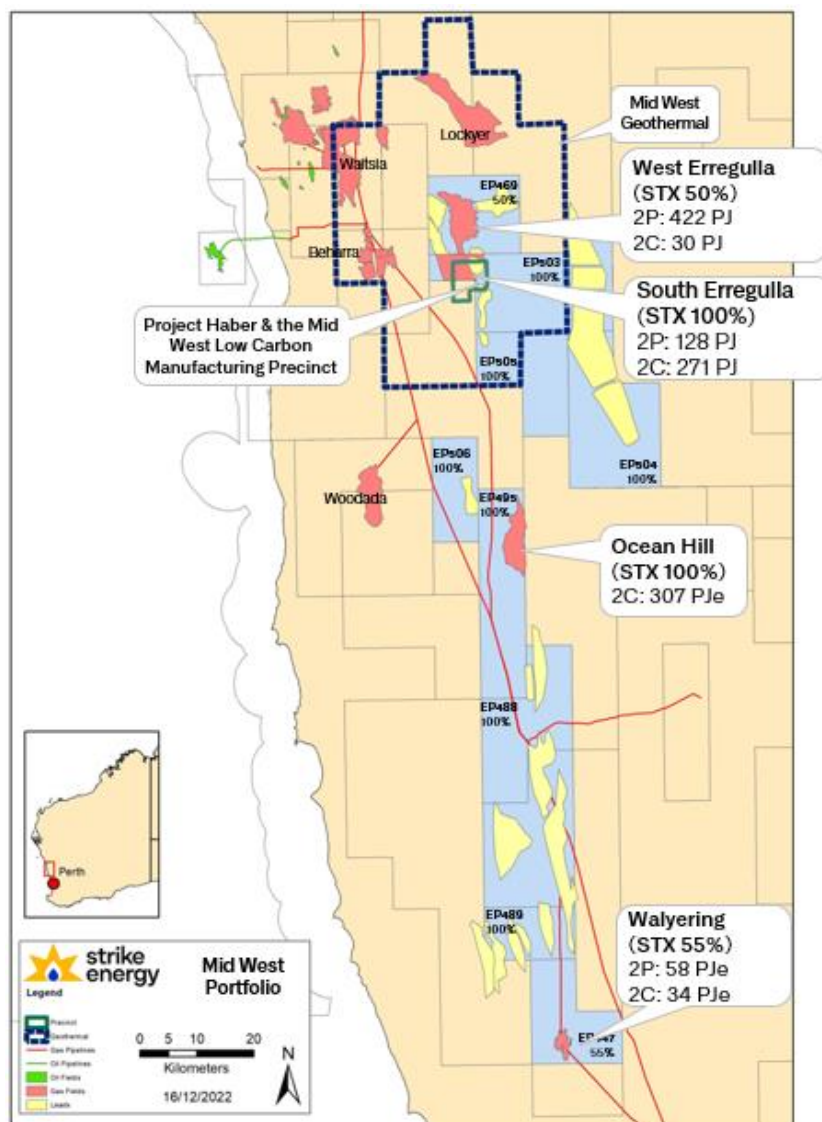 Mid West
Geothermal
Lockyer
Waitsia
West Erregulla
(STX 50%)
2P: 422 PJ
2C: 30 PJ
EP469
50%
Beharra
EP503
100%
South Erregulla
(STX 100%)
2P: 128 PJ
2C: 271 PJ
Project Haber & the Mid
West Low Carbon
Manufacturing Precinct
EP505
100%
EP506
100%
EP504
100%
Woodada
EP495
100%
Ocean Hill
(STX 100%)
2C: 307 PJe
EP488
100%
Perth
EP489
100%
Walyering
(STX 55%)
2P: 58 PJe
2C: 34 PJe
EP447
55%
strike
energy
Mid West
Portfolio
Legend
Precinct
Geothermal
Gas Pipelines
Oil Pipelines
Oil Fields
Gas Fields
Leads
0 5 10 20
Kilometers
N
16/12/2022